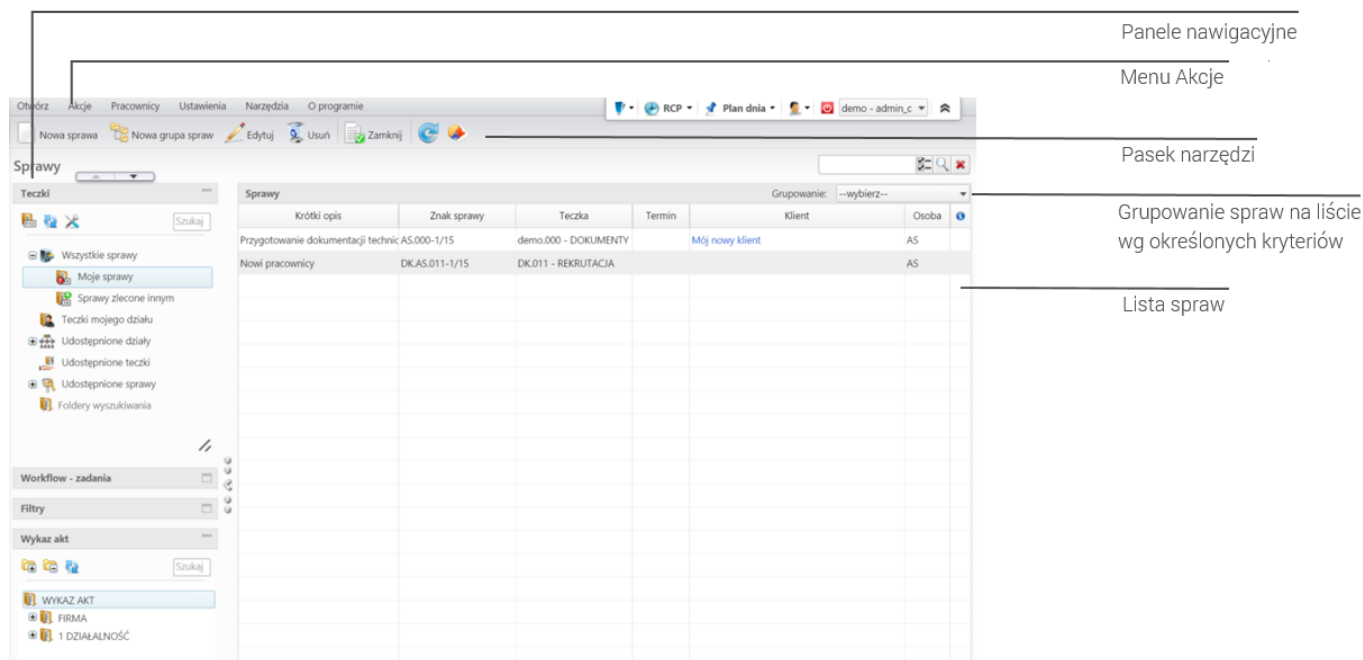 Panele nawigacyjne
Menu Akcje
Otwórz Akcje Pracownicy Ustawienia Narzędzia O programie
RCP Plan dnia demo - admin_c
Nowa sprawa Nowa grupa spraw Edytuj Usuń Zamknij
Pasek narzędzi
Sprawy
Teczki
Sprawy Grupowanie: --wybierz--
Grupowanie spraw na liście
wg określonych kryteriów
Szukaj
Krótki opis Znak sprawy Teczka Termin Klient Osoba
Przygotowanie dokumentacji technic AS.000-1/15 demo.000 - DOKUMENTY Mój nowy klient AS
Nowi pracownicy DK.AS.011-1/15 DK.011 - REKRUTACJA AS
Wszystkie sprawy
Moje sprawy
Sprawy zlecone innym
Lista spraw
Teczki mojego działu
Udostępnione działy
Udostępnione teczki
Udostępnione sprawy
Foldery wyszukiwania
Workflow - zadania
Filtry
Wykaz akt
Szukaj
WYKAZ AKT
FIRMA
1 DZIAŁALNOŚĆ